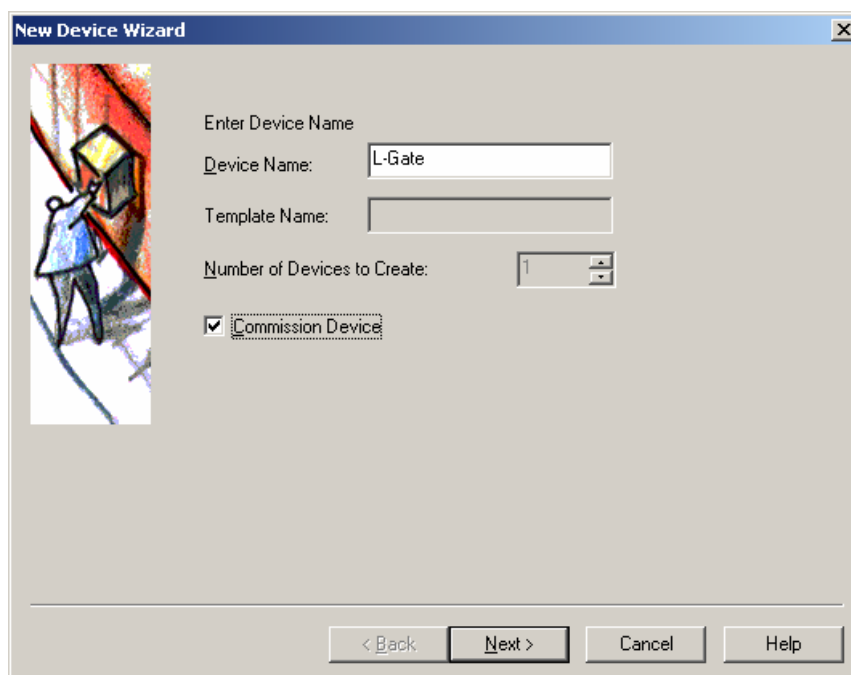 New Device Wizard
Enter Device Name
Device Name: L-Gate
Template Name:
Number of Devices to Create: 1
Commission Device
< Back Next > Cancel Help